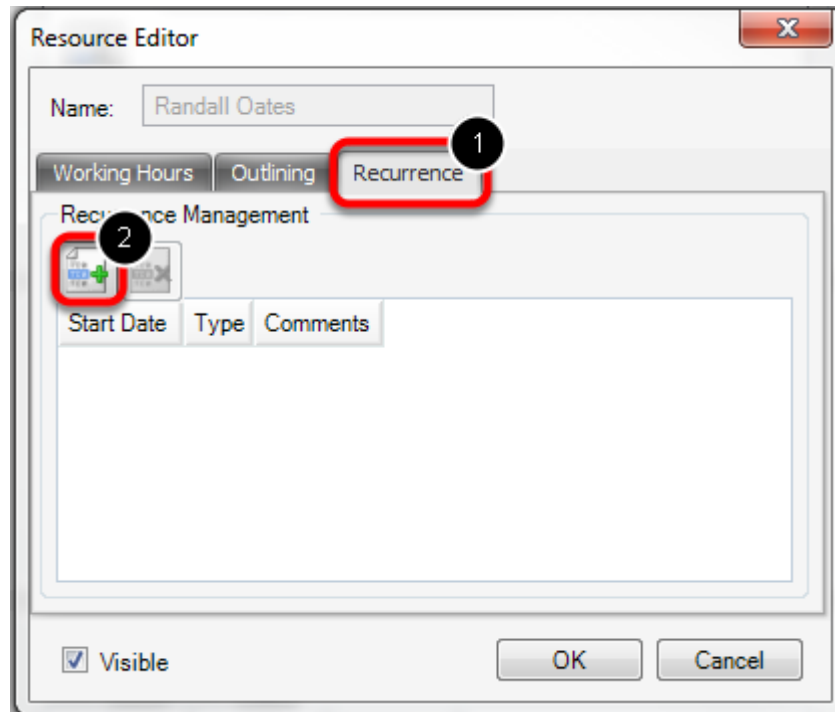 Resource Editor
Name: Randall Oates
1
Working Hours Outlining Recurrence
Recurrence Management
2
Start Date Type Comments
Visible OK Cancel